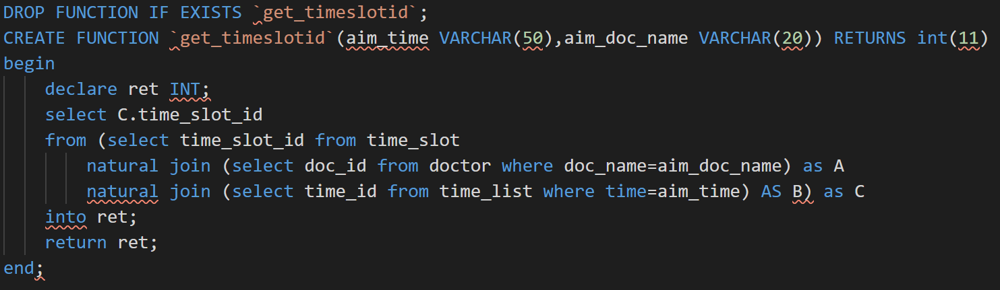 DROP FUNCTION IF EXISTS `get_timeslotid`;
CREATE FUNCTION `get_timeslotid`(aim_time VARCHAR(50),aim_doc_name VARCHAR(20)) RETURNS int(11)
begin
    declare ret INT;
    select C.time_slot_id
    from (select time_slot_id from time_slot
        natural join (select doc_id from doctor where doc_name=aim_doc_name) as A
        natural join (select time_id from time_list where time=aim_time) AS B) as C
    into ret;
    return ret;
end;